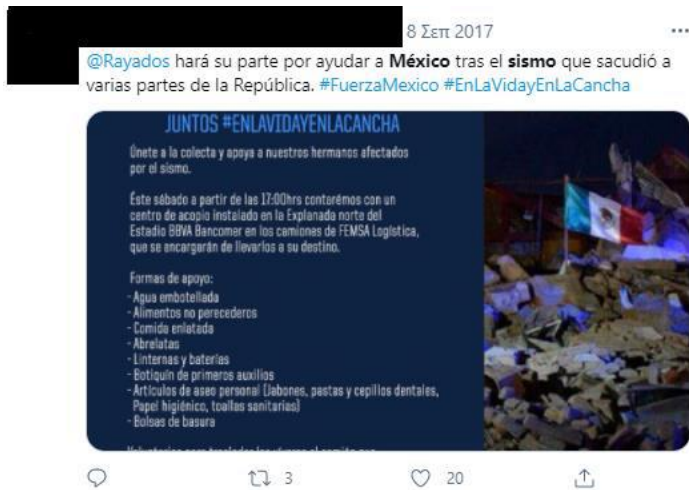 8 Σεπ 2017
@Rayados hará su parte por ayudar a México tras el sismo que sacudió a
varias partes de la República. #FuerzaMexico #EnLaVidayEnLaCancha
JUNTOS #ENLAVIDAYENLACANCHA
Únete a la colecta y apoya a nuestros hermanos afectados
por el sismo.
Éste sábado a partir de las 17:00hrs contarémos con un
centro de acopio instalado en la Explanada norte del
Estadio BBVA Bancomer en los camiones de FEMSA Logística,
que se encargarán de llevarlos a su destino.
Formas de apoyo:
- Agua embotellada
- Alimentos no perecederos
- Comida enlatada
- Abrelatas
- Linternas y baterías
- Botiquín de primeros auxilios
- Artículos de aseo personal (Jabones, pastas y cepillos dentales,
Papel higiénico, toallas sanitarias)
- Bolsas de basura
3
20